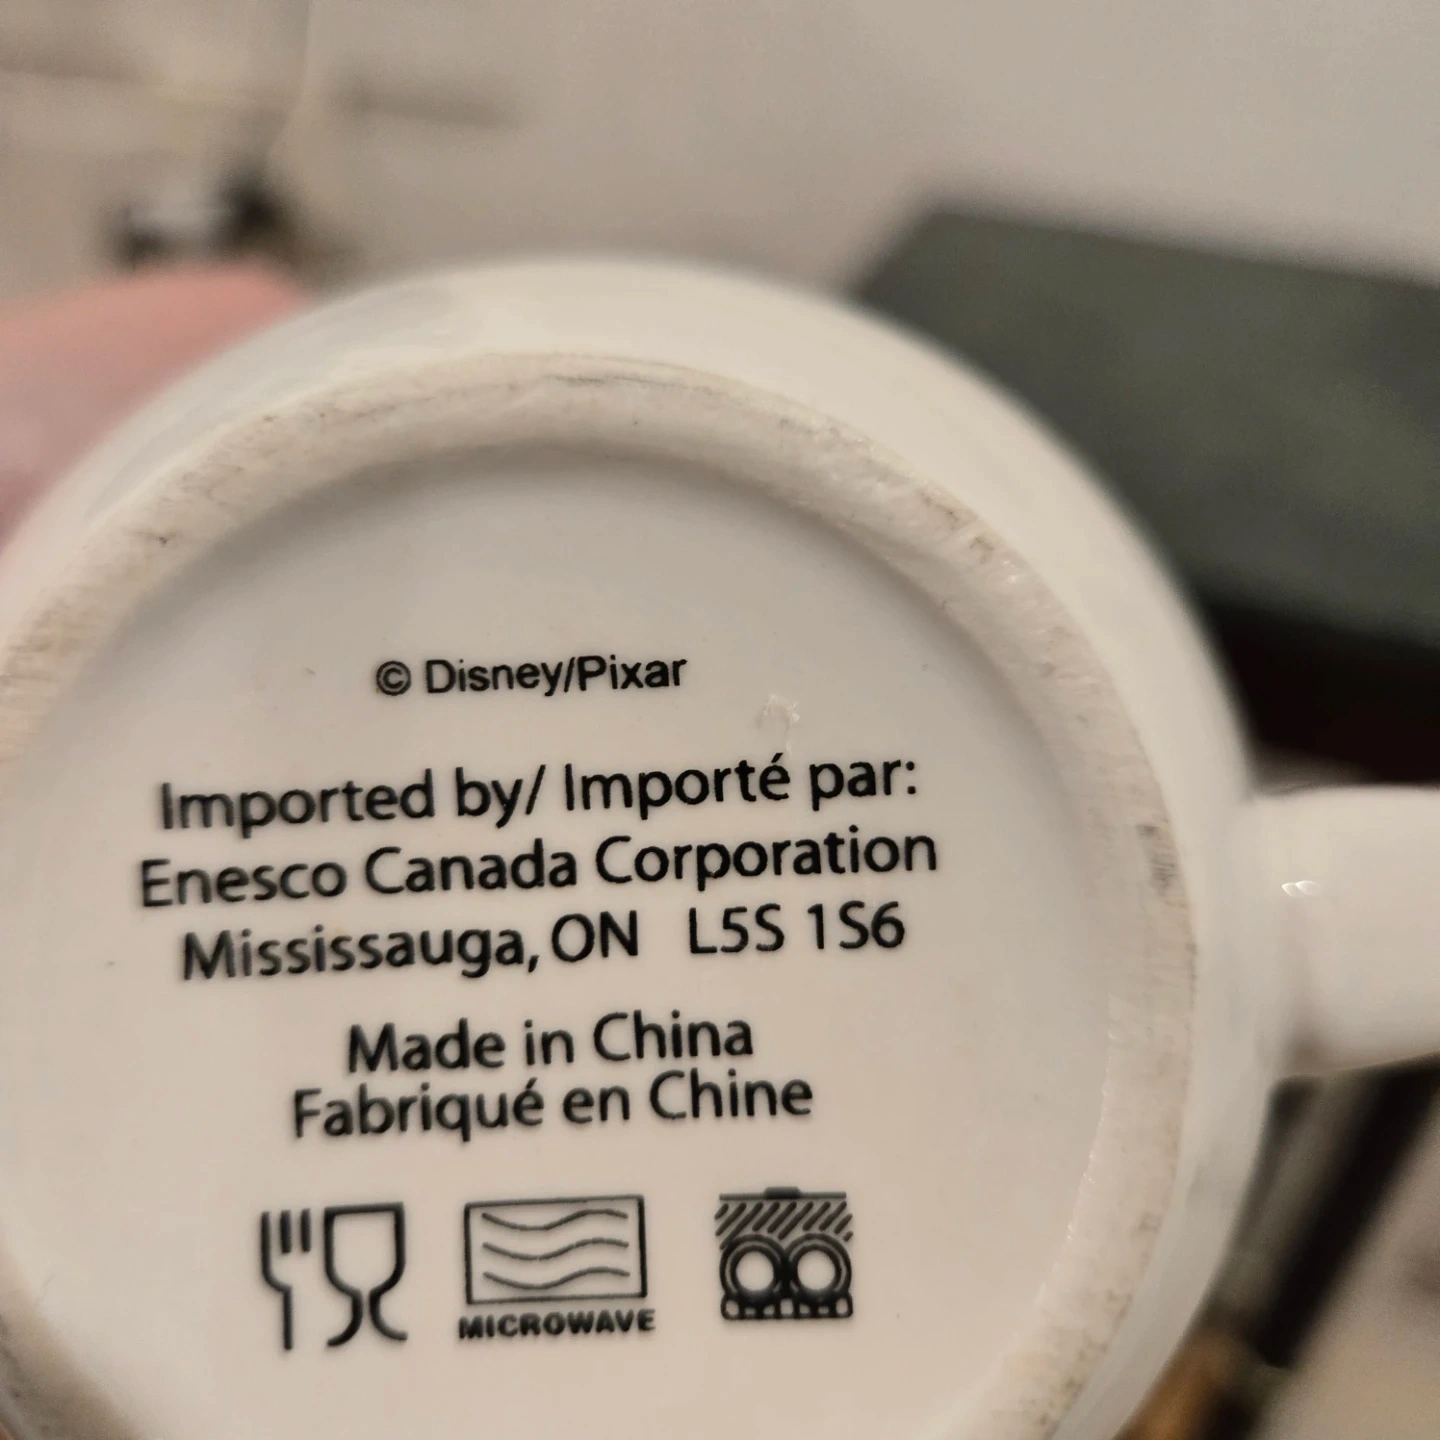 © Disney/Pixar
Imported by/ Importé par:
Enesco Canada Corporation
Mississauga, ON L5S 1S6
Made in China
Fabriqué en Chine
MICROWAVE